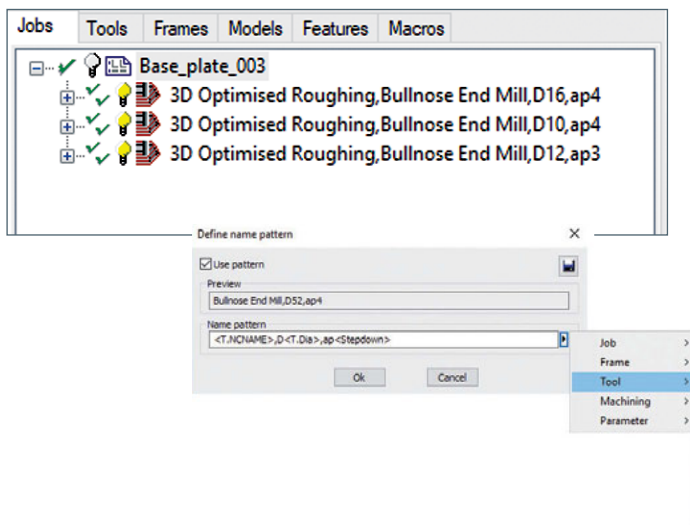 Jobs Tools Frames Models Features Macros
Base_plate_003
3D Optimised Roughing,Bullnose End Mill,D16,ap4
3D Optimised Roughing,Bullnose End Mill,D10,ap4
3D Optimised Roughing,Bullnose End Mill,D12,ap3
Define name pattern
Use pattern
Preview
Bullnose End Mill,D52,ap4
Name pattern
<T.NCNAME>,D<T.Dia>,ap<Stepdown>
Ok Cancel
Job
Frame
Tool
Machining
Parameter